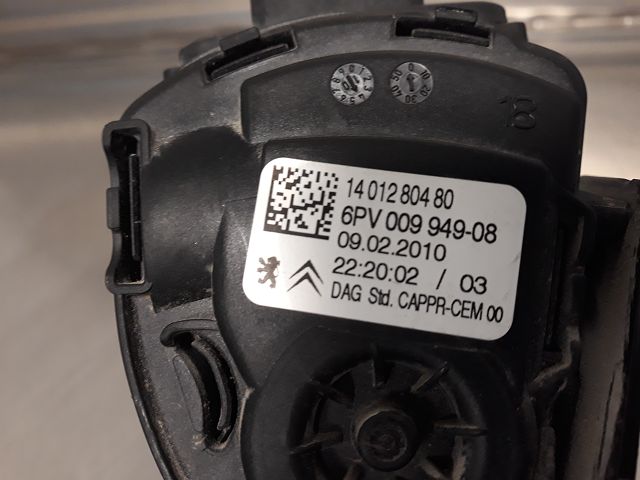 18
14 012 804 80
6PV 009 949-08
09.02.2010
22:20:02 / 03
DAG Std. CAPPR-CEM 00